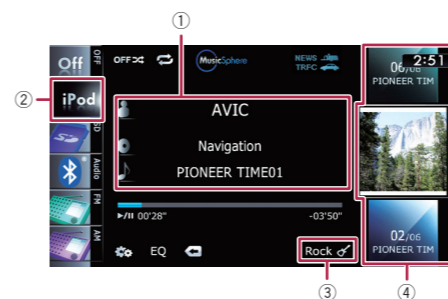 ①
OFF
Off
OFF
MusicSphere
NEWS
TRFC
06/06
2:51
PIONEER TIM
②
iPod
AVIC
SD
Navigation
Audio
PIONEER TIME01
FM
▶/II 00'28"
-03'50"
02/06
PIONEER TIM
AM
EQ
Rock
③
④